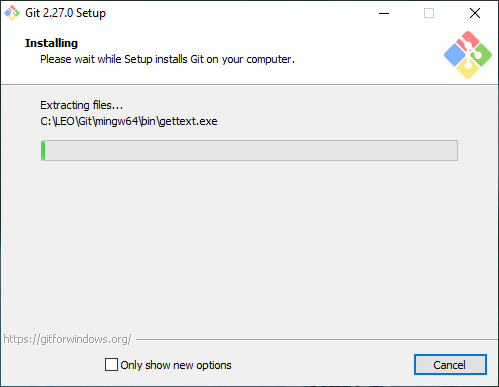 Git 2.27.0 Setup
Installing
Please wait while Setup installs Git on your computer.
Extracting files...
C:\LEO\Git\mingw64\bin\gettext.exe
https://gitforwindows.org/
Only show new options
Cancel